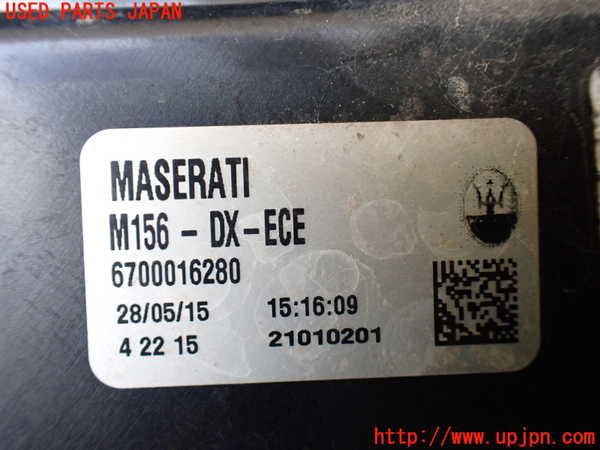 USED PARTS JAPAN
MASERATI
M156 - DX-ECE
6700016280
28/05/15 15:16:09
4 22 15 21010201
http://www.upjpn.com/